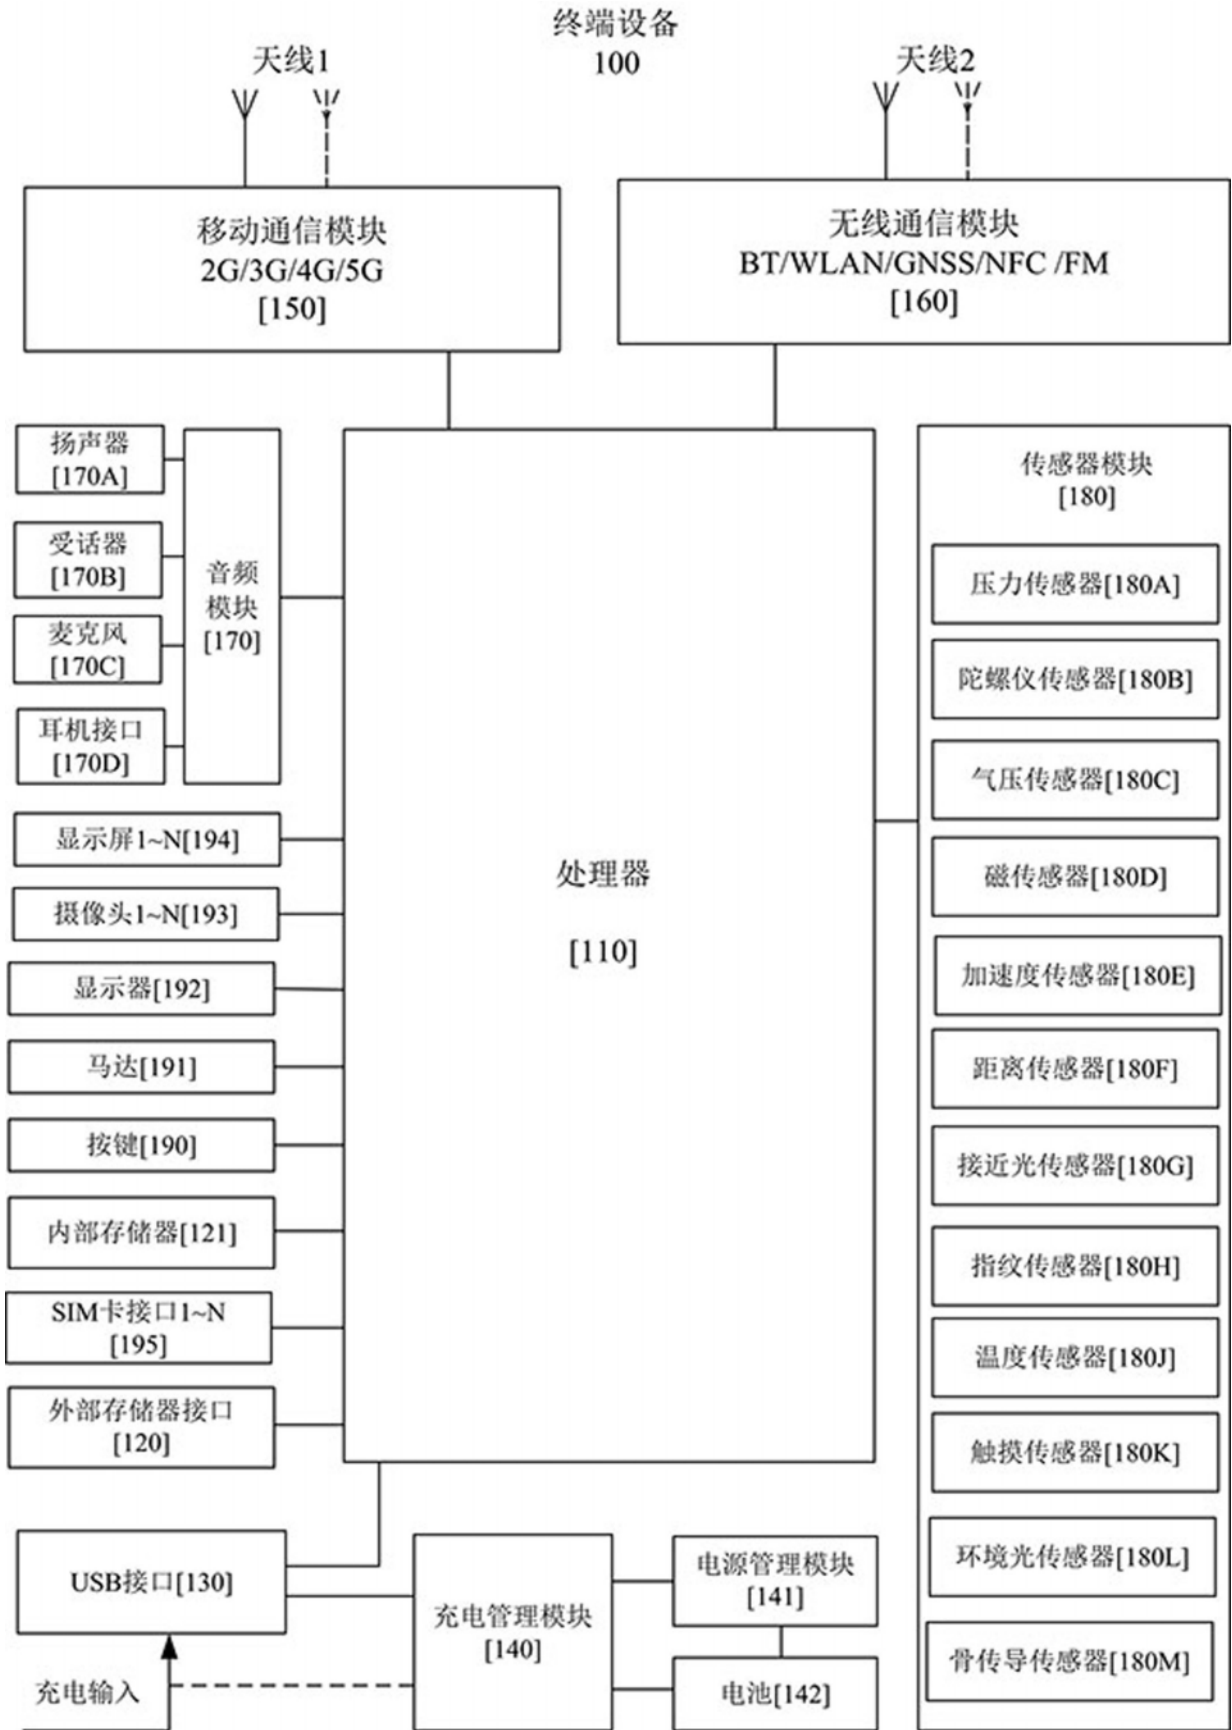 终端设备
100
天线1
天线2
移动通信模块
2G/3G/4G/5G
[150]
无线通信模块
BT/WLAN/GNSS/NFC /FM
[160]
扬声器
[170A]
受话器
[170B]
麦克风
[170C]
耳机接口
[170D]
音频
模块
[170]
显示屏1~N[194]
摄像头1~N[193]
显示器[192]
马达[191]
按键[190]
内部存储器[121]
SIM卡接口1~N
[195]
外部存储器接口
[120]
处理器
[110]
传感器模块
[180]
压力传感器[180A]
陀螺仪传感器[180B]
气压传感器[180C]
磁传感器[180D]
加速度传感器[180E]
距离传感器[180F]
接近光传感器[180G]
指纹传感器[180H]
温度传感器[180J]
触摸传感器[180K]
环境光传感器[180L]
骨传导传感器[180M]
USB接口[130]
充电输入
充电管理模块
[140]
电源管理模块
[141]
电池[142]